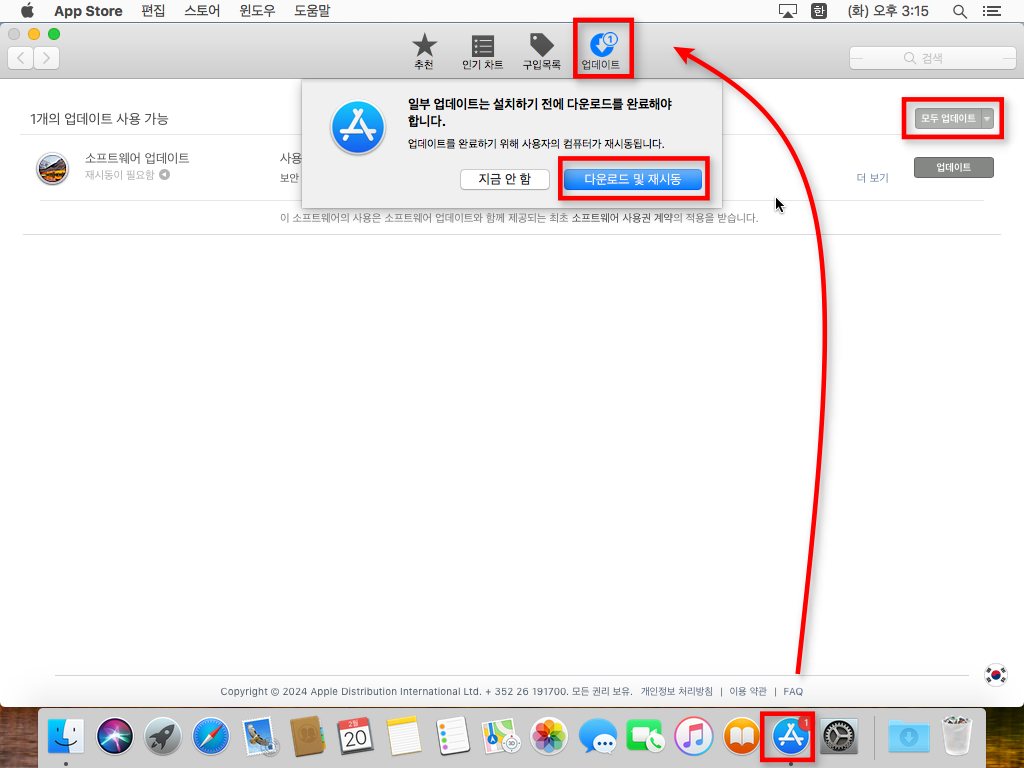 App Store 편집 스토어 윈도우 도움말 한 (화) 오후 3:15
추천 인기 차트 구입목록 업데이트 1
검색
일부 업데이트는 설치하기 전에 다운로드를 완료해야
합니다.
업데이트를 완료하기 위해 사용자의 컴퓨터가 재시동됩니다.
지금 안 함 다운로드 및 재시동
1개의 업데이트 사용 가능 모두 업데이트
소프트웨어 업데이트 사용
재시동이 필요함 보안 더 보기 업데이트
이 소프트웨어의 사용은 소프트웨어 업데이트와 함께 제공되는 최초 소프트웨어 사용권 계약의 적용을 받습니다.
Copyright © 2024 Apple Distribution International Ltd. + 352 26 191700. 모든 권리 보유. 개인정보 처리방침 | 이용 약관 | FAQ
2월
20
3D
1